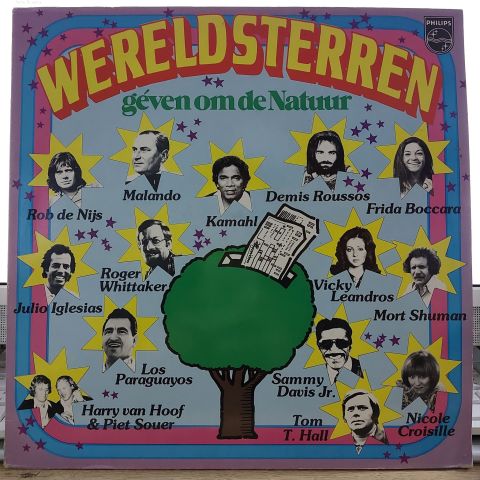 PHILIPS
WERELDSTERREN
géven om de Natuur
Rob de Nijs
Malando
Kamahl
Demis Roussos
Frida Boccara
Julio Iglesias
Roger
Whittaker
Vicky
Leandros
Mort Shuman
Los
Paraguayos
Sammy
Davis Jr.
Harry van Hoof
& Piet Souer
Tom
T. Hall
Nicole
Croisille